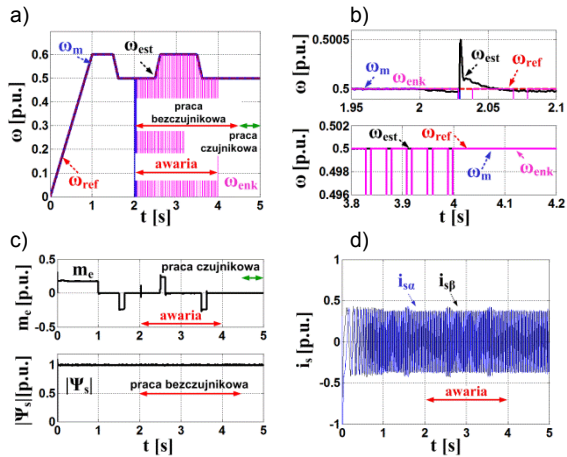 a)
ω [p.u.]
0.6
0.5
0.4
0.3
0.2
0.1
0
0 1 2 3 4 5
t [s]
ωm
ωest
ωref
ωenk
praca
bezczujnikowa
praca
czujnikowa
awaria
b)
ω [p.u.]
0.5005
0.5
1.95 2 2.05 2.1
t [s]
ωm
ωenk
ωest
ωref
ω [p.u.]
0.502
0.5
0.498
0.496
3.8 3.9 4 4.1 4.2
t [s]
ωest
ωref
ωm
ωenk
c)
me [p.u.]
0.5
0
-0.5
0 1 2 3 4 5
me
praca czujnikowa
awaria
|Ψs|[p.u.]
1
0.5
0
0 1 2 3 4 5
t [s]
|Ψs|
praca bezczujnikowa
d)
is [p.u.]
1
0.5
0
-0.5
-1
0 1 2 3 4 5
t [s]
isα
isβ
awaria